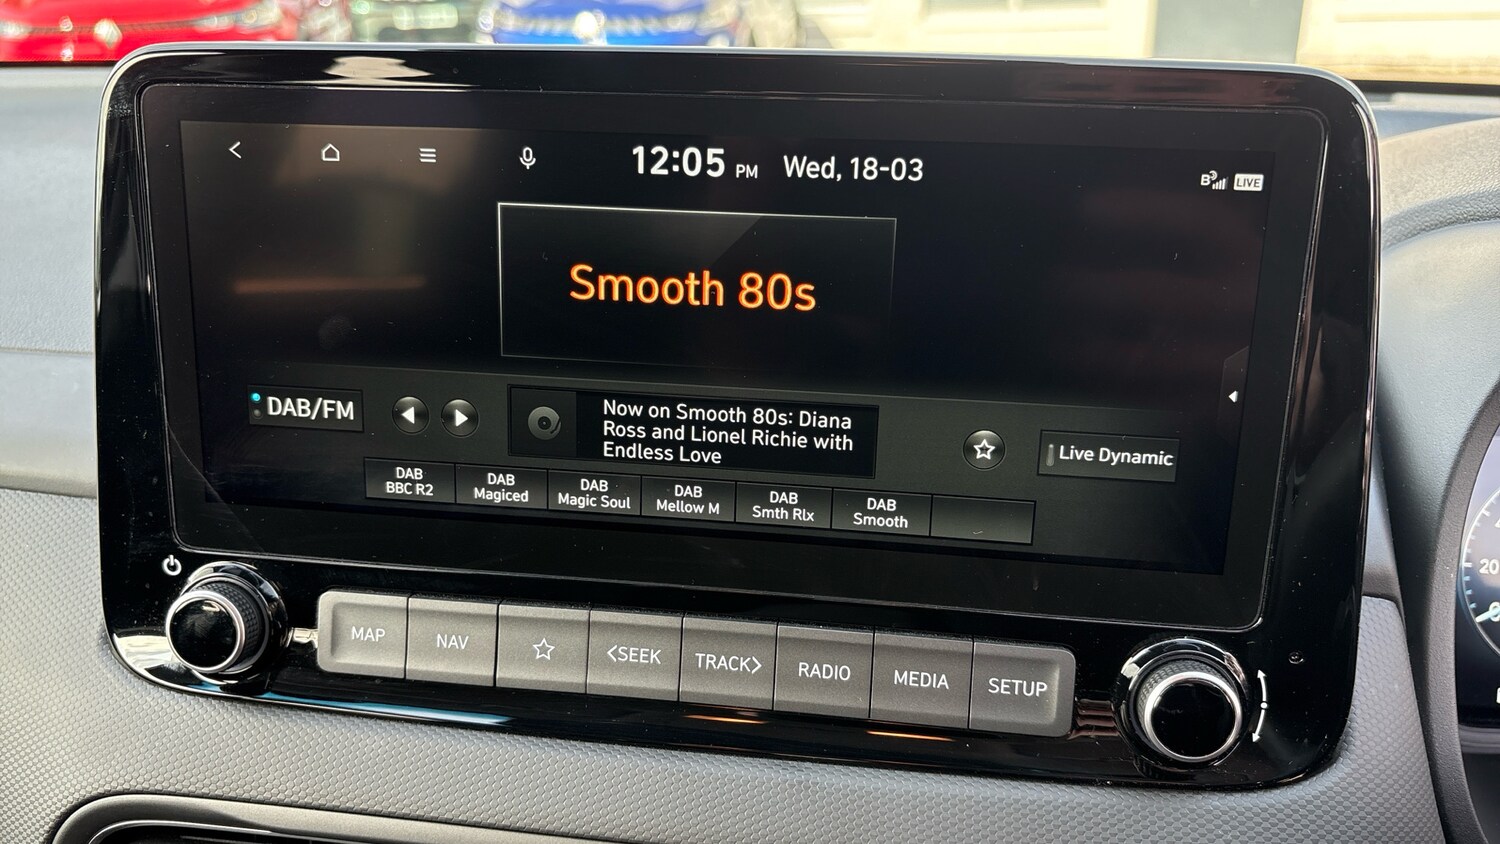 12:05 PM Wed, 18-03
B LIVE
Smooth 80s
DAB/FM
Now on Smooth 80s: Diana
Ross and Lionel Richie with
Endless Love
Live Dynamic
DAB
BBC R2
DAB
Magiced
DAB
Magic Soul
DAB
Mellow M
DAB
Smth Rlx
DAB
Smooth
MAP
NAV
<SEEK
TRACK>
RADIO
MEDIA
SETUP
20
0